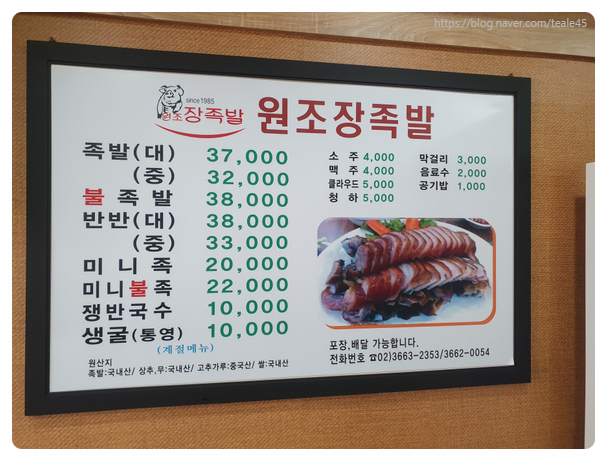 https://blog.naver.com/teale45
since1985
원조장족발
원조장족발
족발(대) 37,000
(중) 32,000
불족발 38,000
반반(대) 38,000
(중) 33,000
미니족 20,000
미니불족 22,000
쟁반국수 10,000
생굴(통영) 10,000
(계절메뉴)
소주 4,000
맥주 4,000
클라우드 5,000
청하 5,000
막걸리 3,000
음료수 2,000
공기밥 1,000
포장,배달 가능합니다.
전화번호 ☎02)3663-2353/3662-0054
원산지
족발:국내산/ 상추,무:국내산/ 고추가루:중국산/ 쌀:국내산